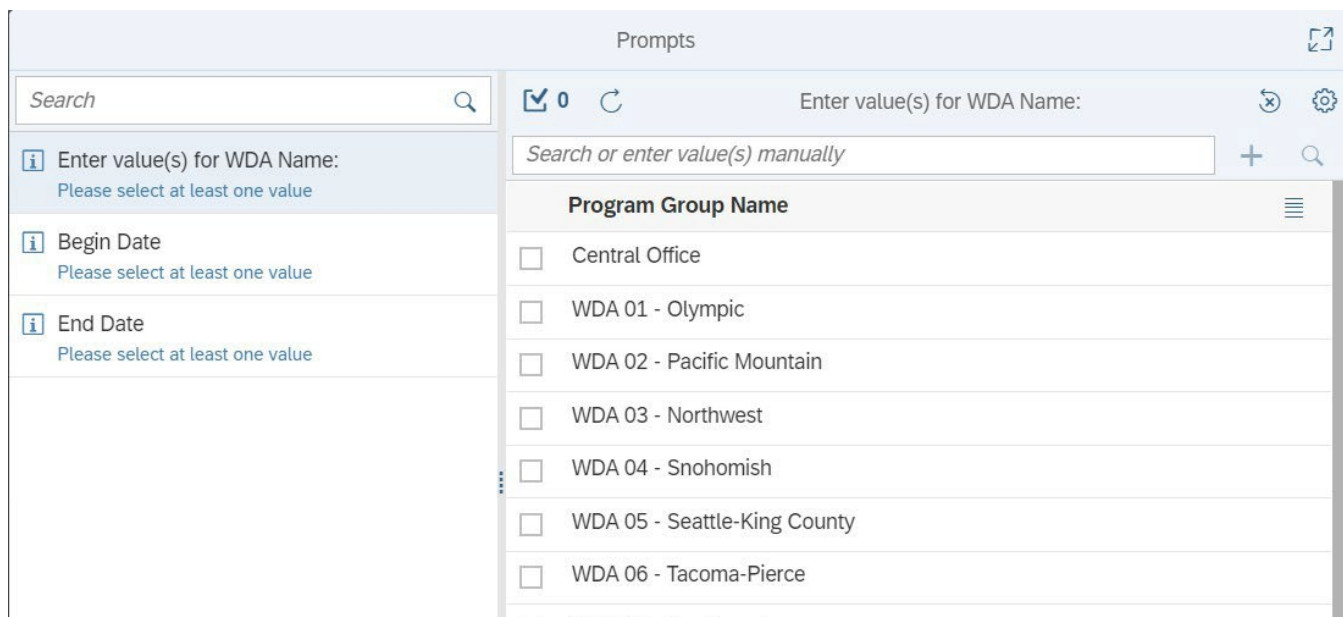 Prompts
Search
Enter value(s) for WDA Name:
Please select at least one value
Begin Date
Please select at least one value
End Date
Please select at least one value
0
Enter value(s) for WDA Name:
Search or enter value(s) manually
Program Group Name
Central Office
WDA 01 - Olympic
WDA 02 - Pacific Mountain
WDA 03 - Northwest
WDA 04 - Snohomish
WDA 05 - Seattle-King County
WDA 06 - Tacoma-Pierce